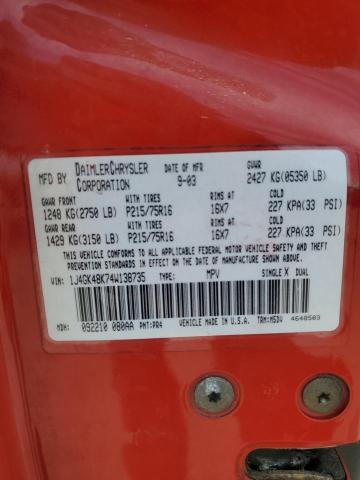 MFD BY DAIMLERCHRYSLER CORPORATION DATE OF MFR 9-03 GVWR 2427 KG(05350 LB)
GAWR FRONT WITH TIRES RIMS AT COLD
1248 KG(2750 LB) P215/75R16 16X7 227 KPA(33 PSI)
GAWR REAR WITH TIRES RIMS AT COLD
1429 KG(3150 LB) P215/75R16 16X7 227 KPA(33 PSI)
THIS VEHICLE CONFORMS TO ALL APPLICABLE FEDERAL MOTOR VEHICLE SAFETY AND THEFT
PREVENTION STANDARDS IN EFFECT ON THE DATE OF MANUFACTURE SHOWN ABOVE.
VIN: 1J4GK48K74W138735 TYPE: MPV SINGLE X DUAL
MDH: 092210 080AA PNT:PR4 VEHICLE MADE IN U.S.A. TRM:M5DV 4648503